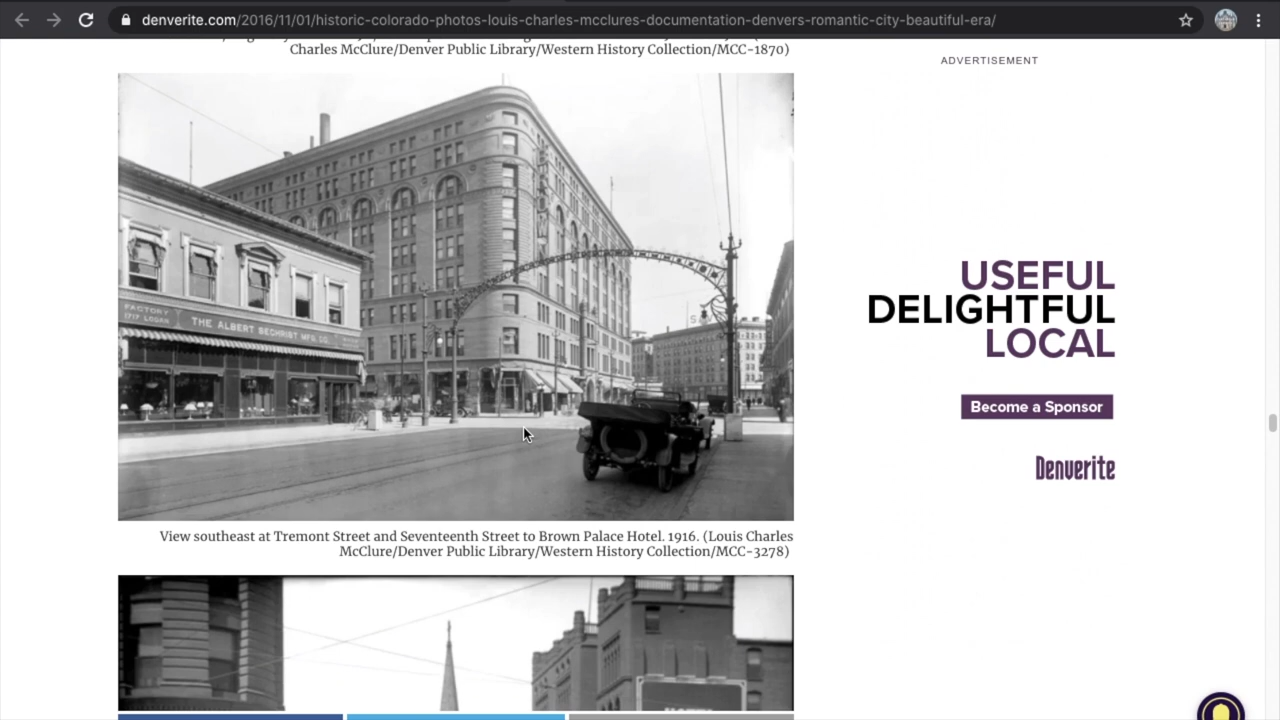 denverite.com/2016/11/01/historic-colorado-photos-louis-charles-mcclures-documentation-denvers-romantic-city-beautiful-era/
Charles McClure/Denver Public Library/Western History Collection/MCC-1870)
ADVERTISEMENT
FACTORY
1717 LOGAN
THE ALBERT BECHRIST MFG. CO.
BROWN
USEFUL
DELIGHTFUL
LOCAL
Become a Sponsor
Denverite
View southeast at Tremont Street and Seventeenth Street to Brown Palace Hotel. 1916. (Louis Charles
McClure/Denver Public Library/Western History Collection/MCC-3278)